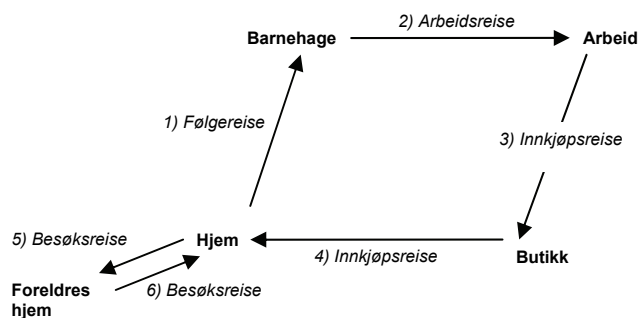 2) Arbeidsreise
Barnehage
Arbeid
1) Følgereise
3) Innkjøpsreise
5) Besøksreise
Hjem
4) Innkjøpsreise
Butikk
Foreldres
hjem
6) Besøksreise